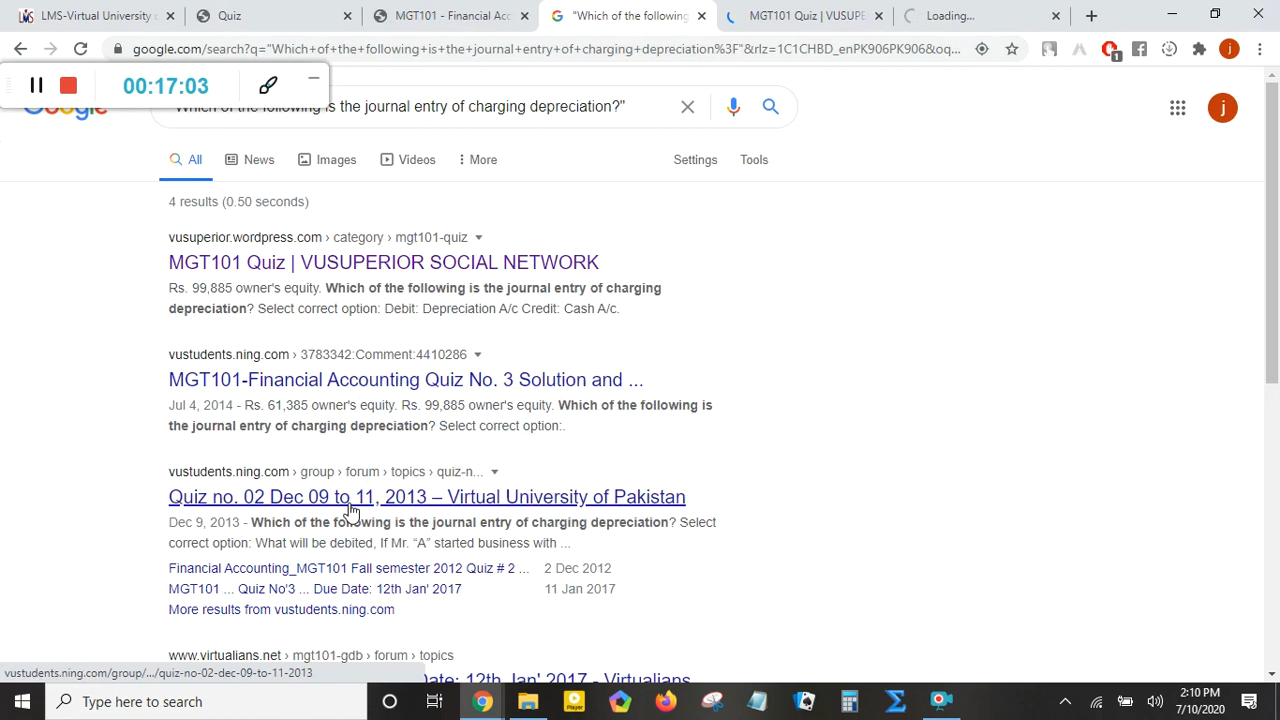 LMS-Virtual University
Quiz
MGT101 - Financial Ac
"Which of the following
MGT101 Quiz | VUSUPE
Loading...
google.com/search?q="Which+of+the+following+is+the+journal+entry+of+charging+depreciation%3F"&rlz=1C1CHBD_enPK906PK906&oq...
00:17:03
is the journal entry of charging depreciation?"
All
News
Images
Videos
More
Settings
Tools
j
4 results (0.50 seconds)
vusuperior.wordpress.com › category › mgt101-quiz
MGT101 Quiz | VUSUPERIOR SOCIAL NETWORK
Rs. 99,885 owner's equity. Which of the following is the journal entry of charging
depreciation? Select correct option: Debit: Depreciation A/c Credit: Cash A/c.
vustudents.ning.com › 3783342:Comment:4410286
MGT101-Financial Accounting Quiz No. 3 Solution and ...
Jul 4, 2014 - Rs. 61,385 owner's equity. Rs. 99,885 owner's equity. Which of the following is
the journal entry of charging depreciation? Select correct option:.
vustudents.ning.com › group › forum › topics › quiz-n...
Quiz no. 02 Dec 09 to 11, 2013 – Virtual University of Pakistan
Dec 9, 2013 - Which of the following is the journal entry of charging depreciation? Select
correct option: What will be debited, If Mr. “A” started business with ...
Financial Accounting_MGT101 Fall semester 2012 Quiz # 2 ... 2 Dec 2012
MGT101 ... Quiz No'3 ... Due Date: 12th Jan' 2017 11 Jan 2017
More results from vustudents.ning.com
www.virtualians.net › mgt101-gdb › forum › topics
Date: 12th Jan' 2017 - Virtualians
vustudents.ning.com/group/.../quiz-no-02-dec-09-to-11-2013
Type here to search
2:10 PM
7/10/2020